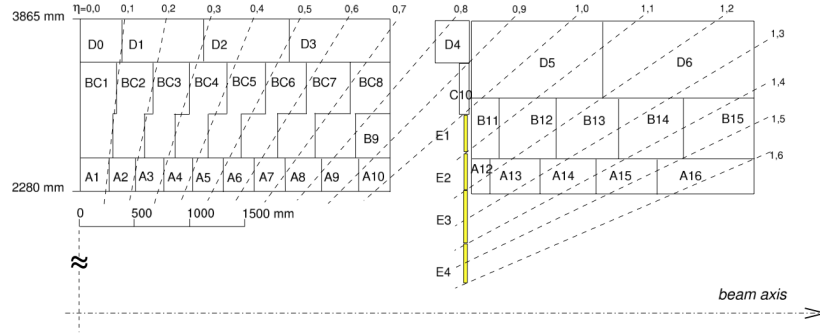 η=0,0 0,1 0,2 0,3 0,4 0,5 0,6 0,7 0,8 0,9 1,0 1,1 1,2
3865 mm
1,3
D0 D1 D2 D3 D4
D5 D6
1,4
BC1 BC2 BC3 BC4 BC5 BC6 BC7 BC8
C10
1,5
B9 E1 B11 B12 B13 B14 B15
1,6
A1 A2 A3 A4 A5 A6 A7 A8 A9 A10 E2 A12 A13 A14 A15 A16
2280 mm
0 500 1000 1500 mm
E3
≈
E4
beam axis